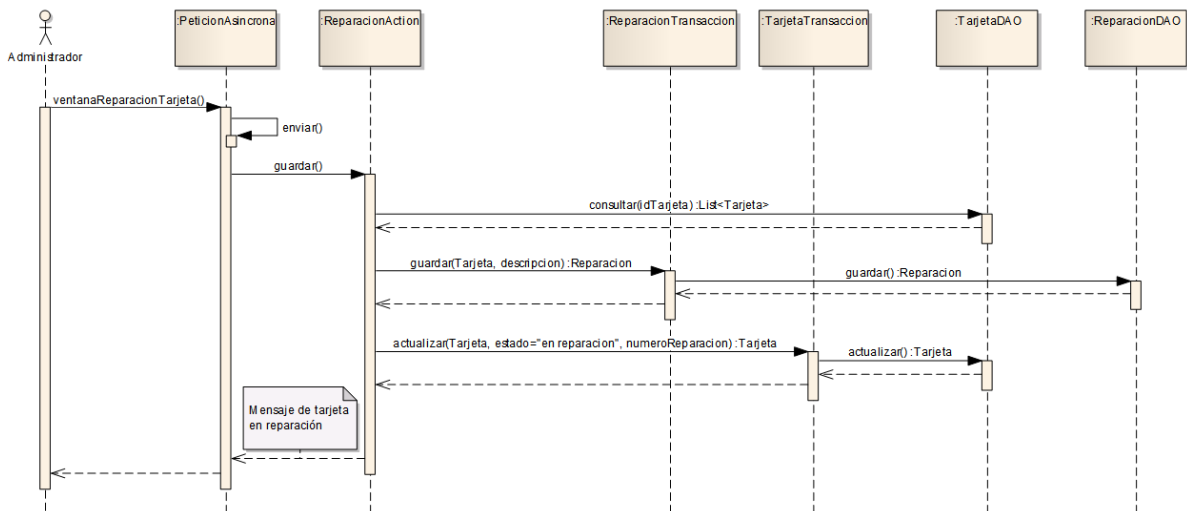 :PeticionAsincrona
:ReparacionAction
:ReparacionTransaccion
:TarjetaTransaccion
:TarjetaDAO
:ReparacionDAO
Administrador
ventanaReparacionTarjeta()
enviar()
guardar()
consultar(idTarjeta) :List<Tarjeta>
guardar(Tarjeta, descripcion) :Reparacion
guardar() :Reparacion
actualizar(Tarjeta, estado="en reparacion", numeroReparacion) :Tarjeta
actualizar() :Tarjeta
Mensaje de tarjeta
en reparación